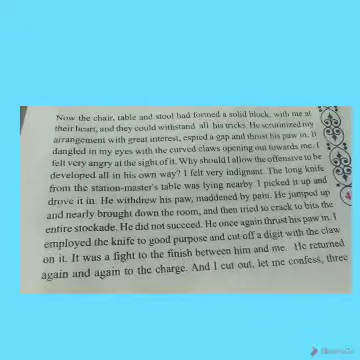 Now the chair, table and stool had formed a solid block, with me at
their heart, and they could withstand all his tricks. He scrutinized my
arrangement with great interest, espied a gap and thrust his paw in. It
dangled in my eyes with the curved claws opening out towards me. I
felt very angry at the sight of it. Why should I allow the offensive to be
developed all in his own way? I felt very indignant. The long knife
from the station-master's table was lying nearby. I picked it up and
drove it in. He withdrew his paw, maddened by pain. He jumped up
and nearly brought down the room, and then tried to crack to bits the
entire stockade. He did not succeed. He once again thrust his paw in. I
employed the knife to good purpose and cut off a digit with the claw
on it. It was a fight to the finish between him and me. He returned
again and again to the charge. And I cut out, let me confess, three